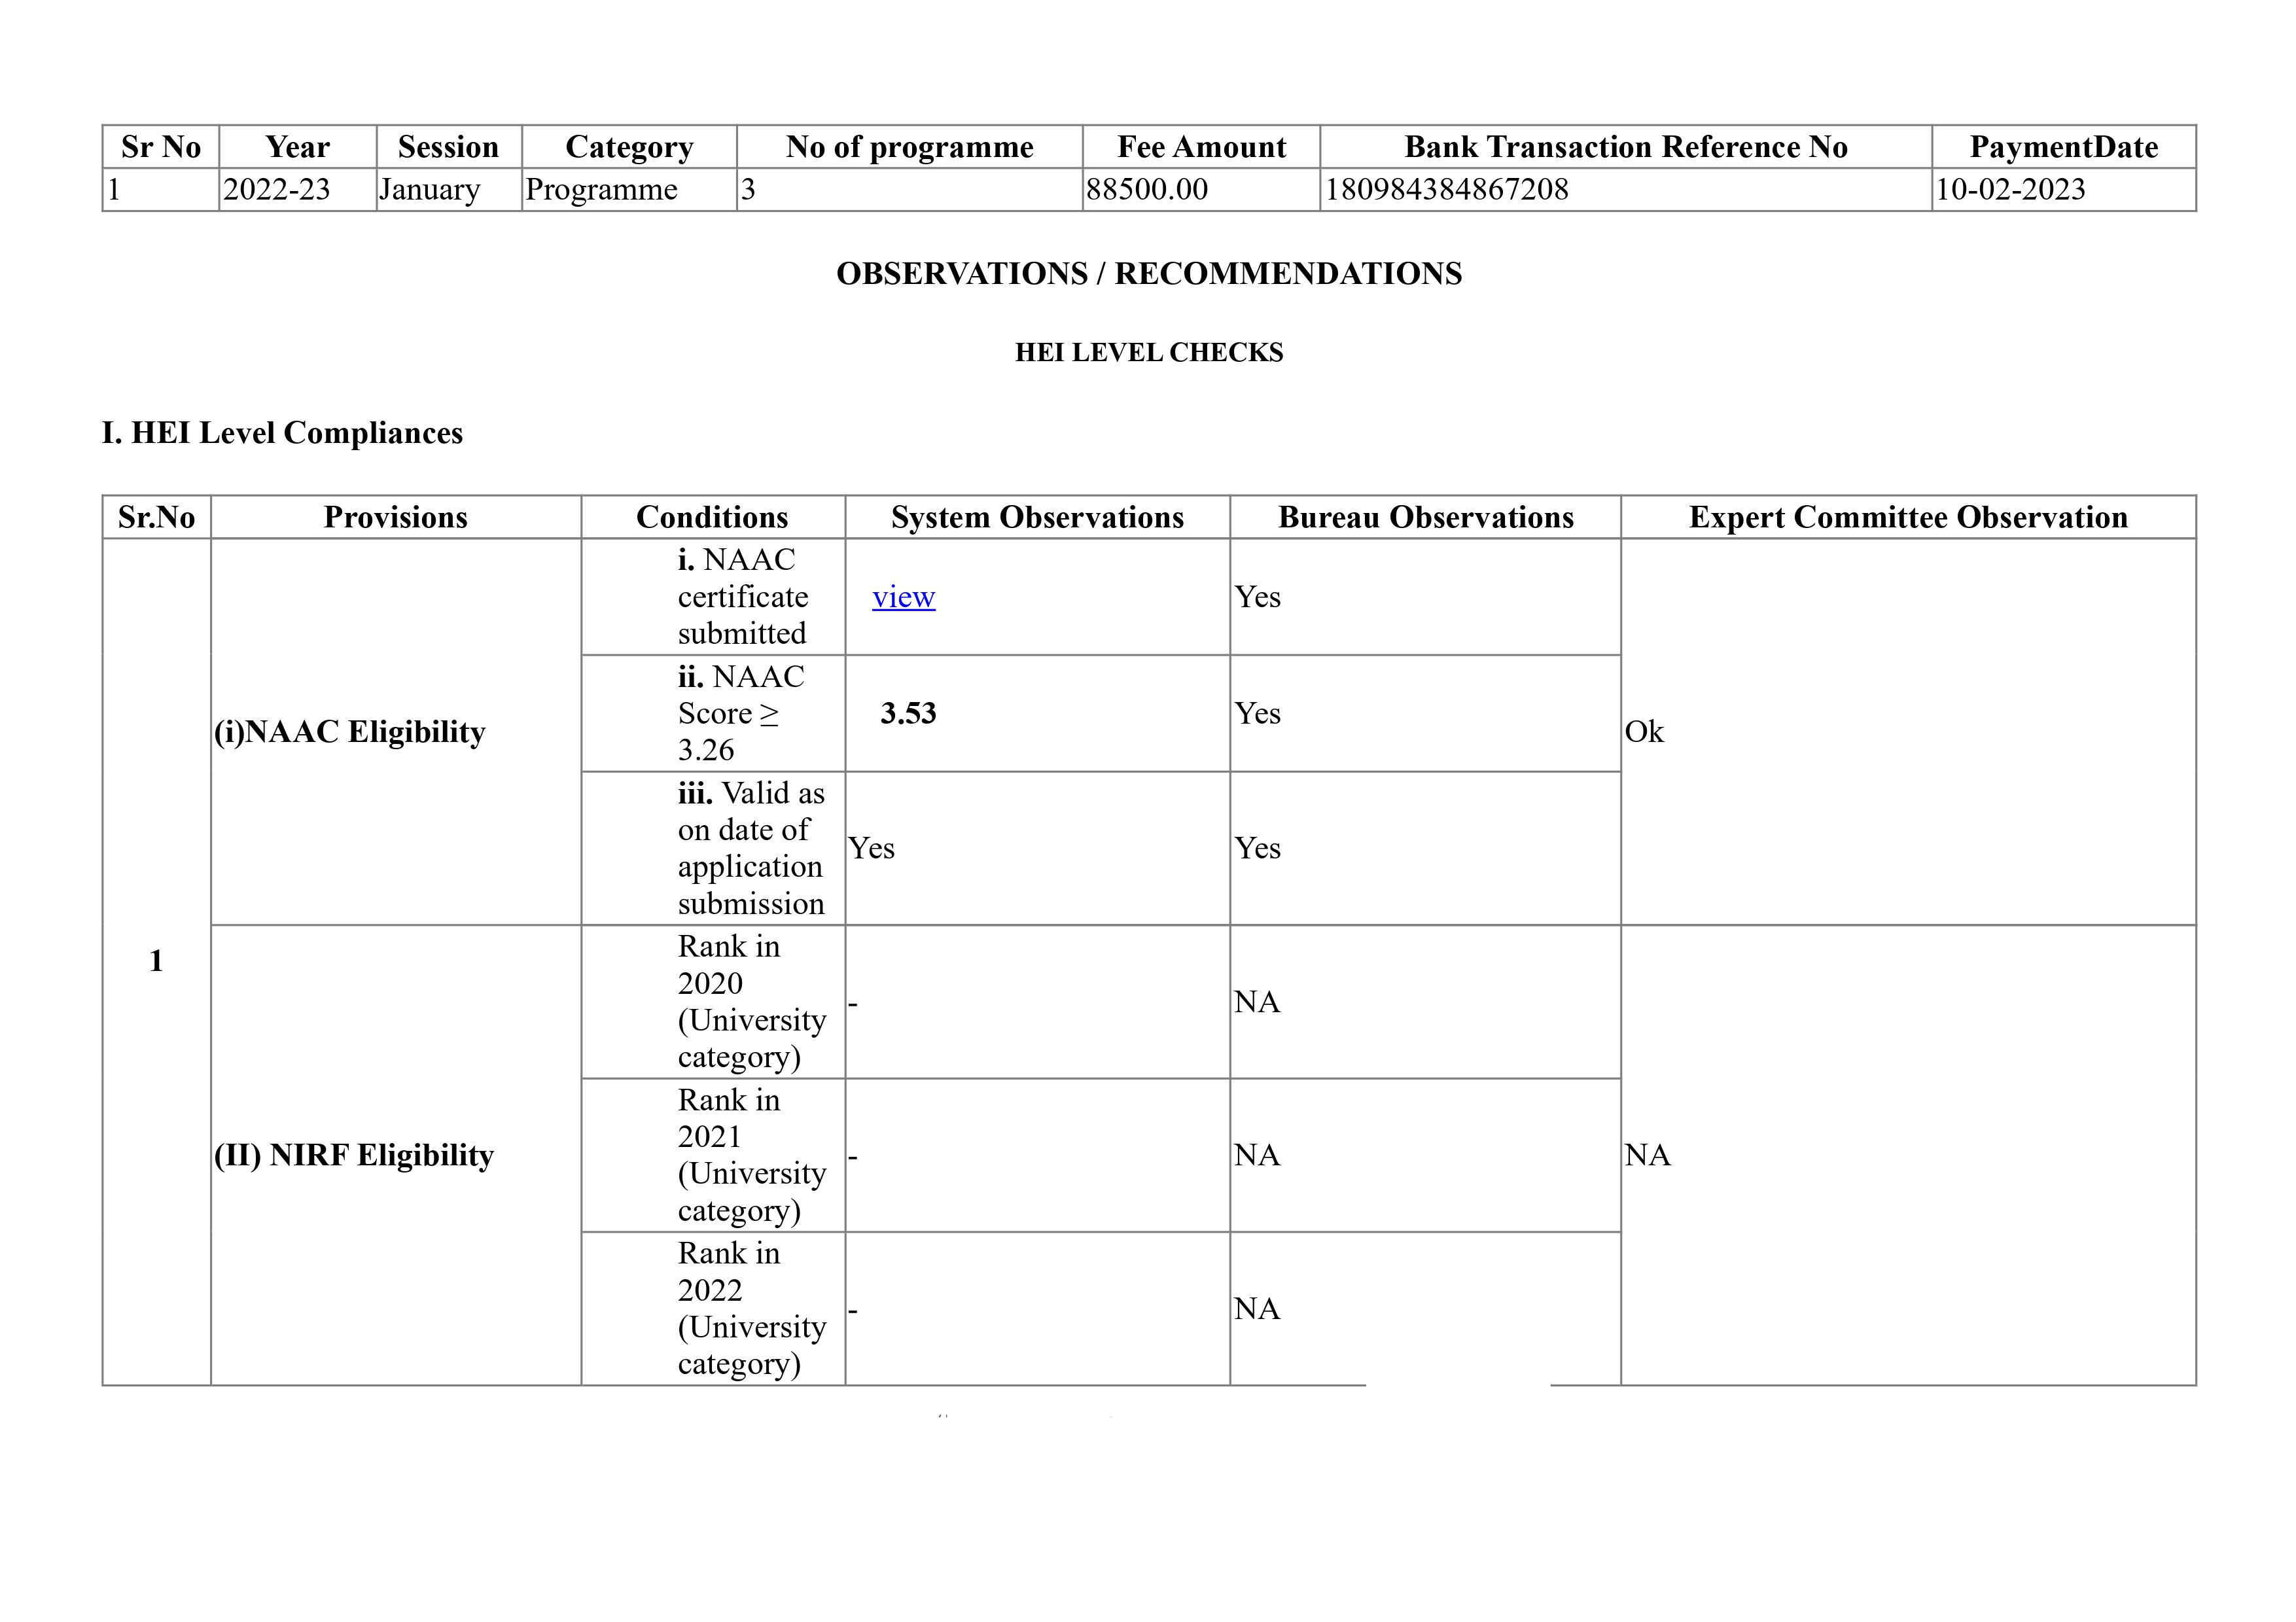 Sr No Year Session Category No of programme Fee Amount Bank Transaction Reference No PaymentDate
1 2022-23 January Programme 3 88500.00 180984384867208 10-02-2023
OBSERVATIONS / RECOMMENDATIONS
HEI LEVEL CHECKS
I. HEI Level Compliances
Sr.No Provisions Conditions System Observations Bureau Observations Expert Committee Observation
1
(i)NAAC Eligibility
i. NAAC
certificate
submitted
view
Yes
Ok
ii. NAAC
Score ≥
3.26
3.53
Yes
iii. Valid as
on date of
application
submission
Yes
Yes
(II) NIRF Eligibility
Rank in
2020
(University
category)
-
NA
NA
Rank in
2021
(University
category)
-
NA
Rank in
2022
(University
category)
-
NA